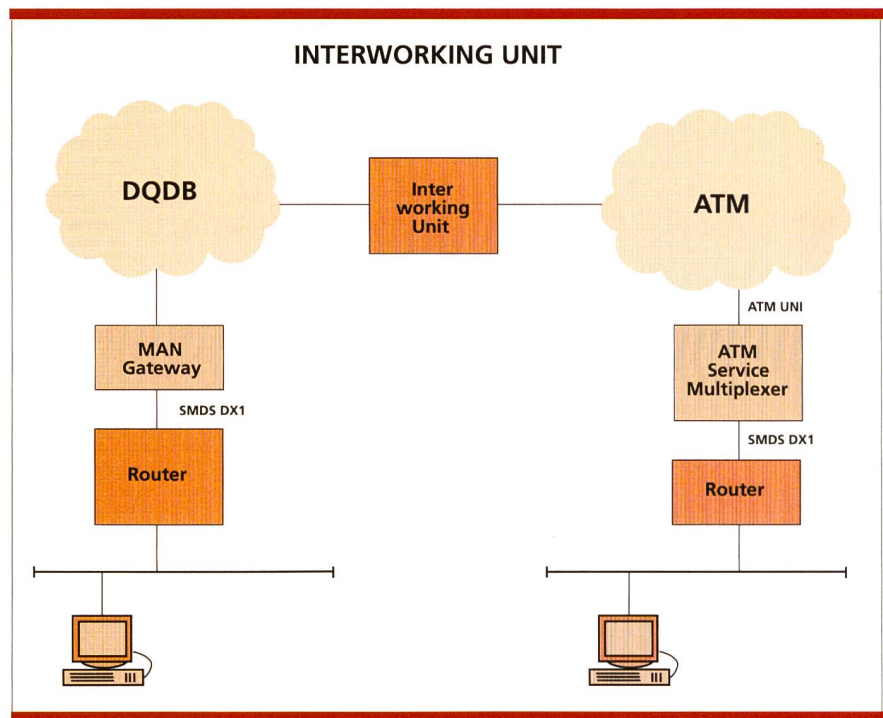 INTERWORKING UNIT
DQDB
Inter
working
Unit
ATM
ATM UNI
MAN
Gateway
ATM
Service
Multiplexer
SMDS DX1
SMDS DX1
Router
Router